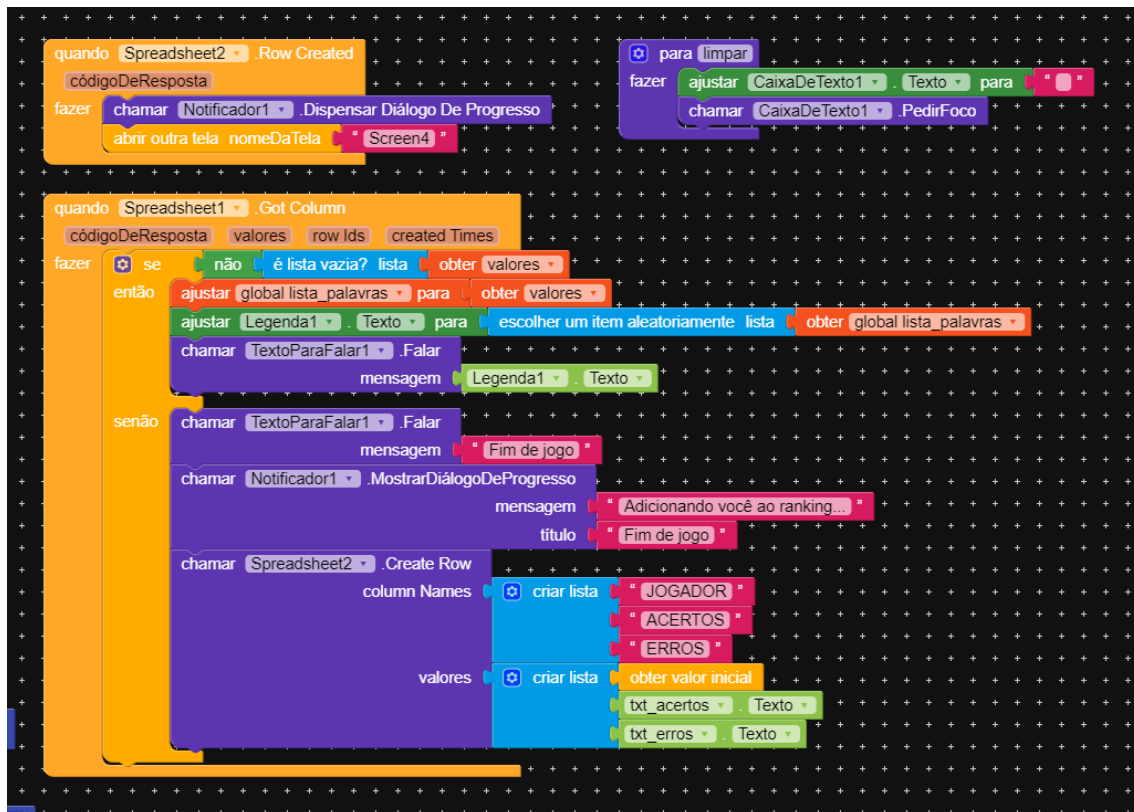 quando Spreadsheet2 .Row Created
códigoDeResposta
fazer chamar Notificador1 .Dispensar Diálogo De Progresso
abrir outra tela nomeDaTela " Screen4 "
para limpar
fazer ajustar CaixaDeTexto1 . Texto para " "
chamar CaixaDeTexto1 .PedirFoco
quando Spreadsheet1 .Got Column
códigoDeResposta valores row Ids created Times
fazer se não é lista vazia? lista obter valores
então ajustar global lista_palavras para obter valores
ajustar Legenda1 . Texto para escolher um item aleatoriamente lista obter global lista_palavras
chamar TextoParaFalar1 .Falar
mensagem Legenda1 . Texto
senão chamar TextoParaFalar1 .Falar
mensagem " Fim de jogo "
chamar Notificador1 .MostrarDiálogoDeProgresso
mensagem " Adicionando você ao ranking... "
título " Fim de jogo "
chamar Spreadsheet2 .Create Row
column Names criar lista " JOGADOR "
" ACERTOS "
" ERROS "
valores criar lista obter valor inicial
txt_acertos . Texto
txt_erros . Texto